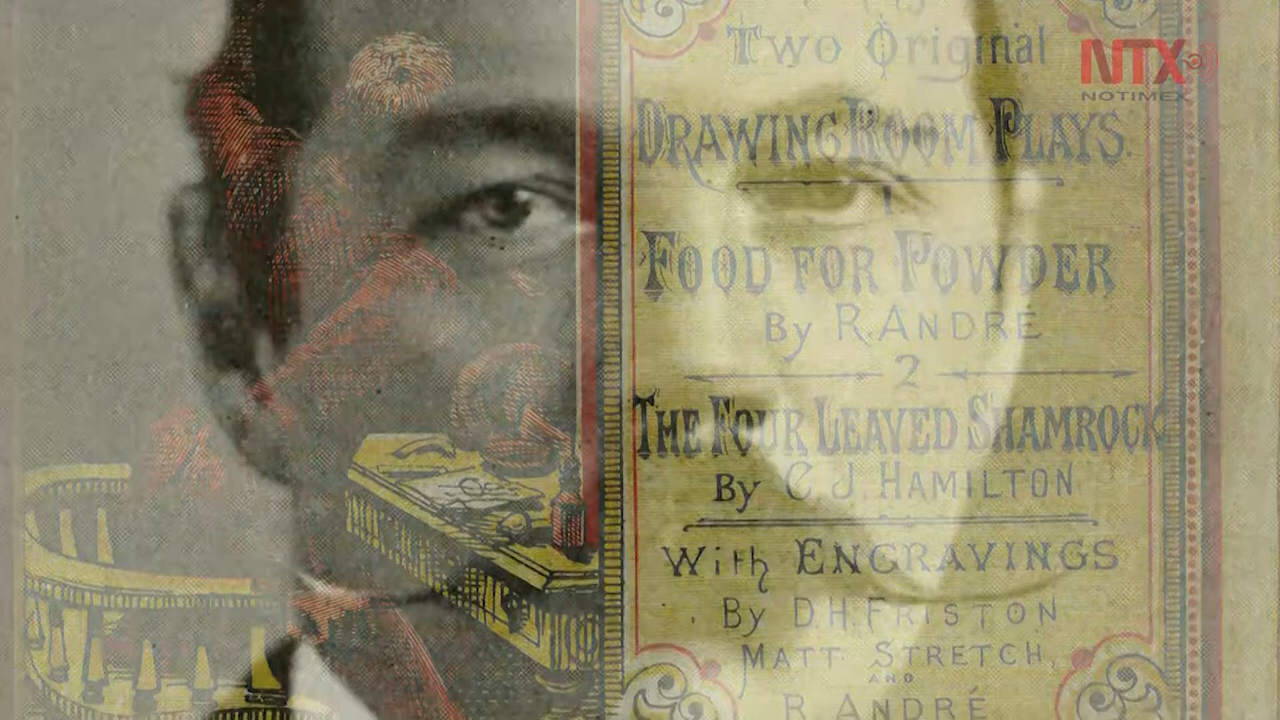 Two Original
NTX
NOTIMEX
DRAWING ROOM PLAYS.
1
FOOD FOR POWDER
By R. ANDRÉ
2
THE FOUR LEAVED SHAMROCK
By C. J. HAMILTON
With ENGRAVINGS
By D.H. FRISTON
MATT STRETCH,
AND
R. ANDRÉ